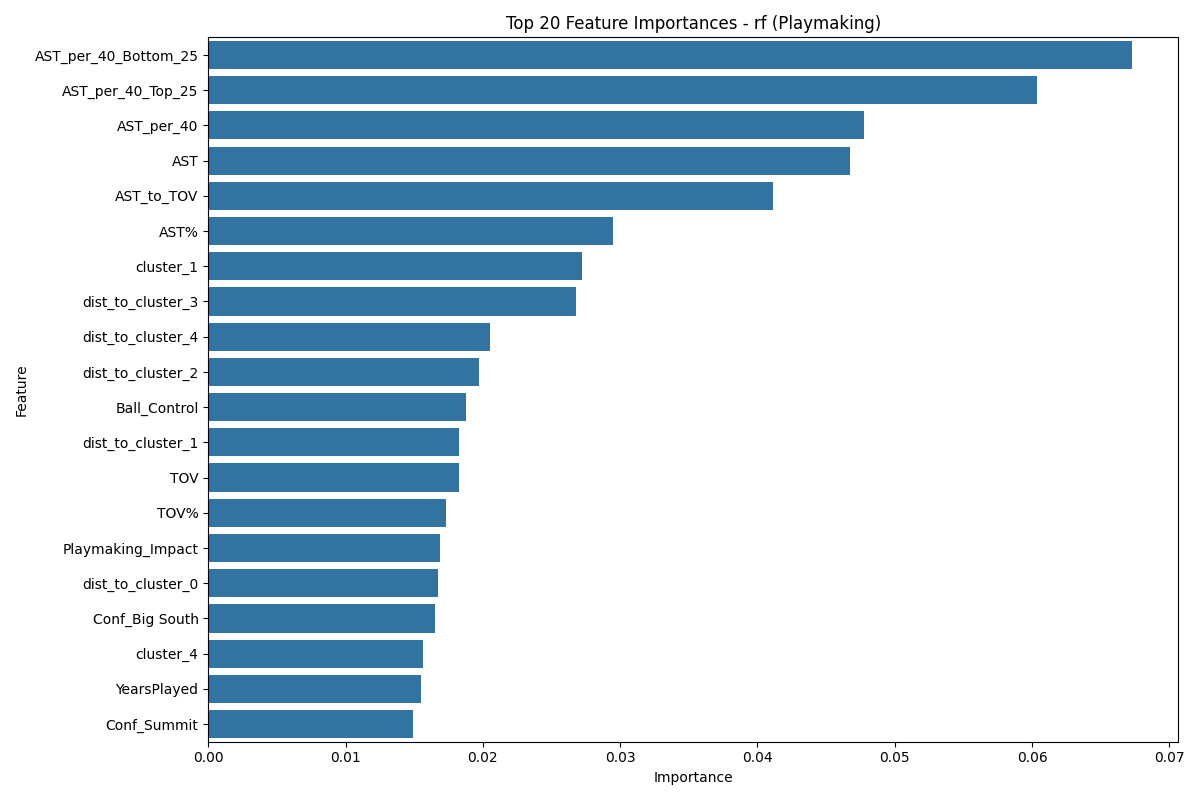 Top 20 Feature Importances - rf (Playmaking)
AST_per_40_Bottom_25
AST_per_40_Top_25
AST_per_40
AST
AST_to_TOV
AST%
cluster_1
dist_to_cluster_3
dist_to_cluster_4
dist_to_cluster_2
Ball_Control
dist_to_cluster_1
TOV
TOV%
Playmaking_Impact
dist_to_cluster_0
Conf_Big South
cluster_4
YearsPlayed
Conf_Summit
Feature
0.00 0.01 0.02 0.03 0.04 0.05 0.06 0.07
Importance